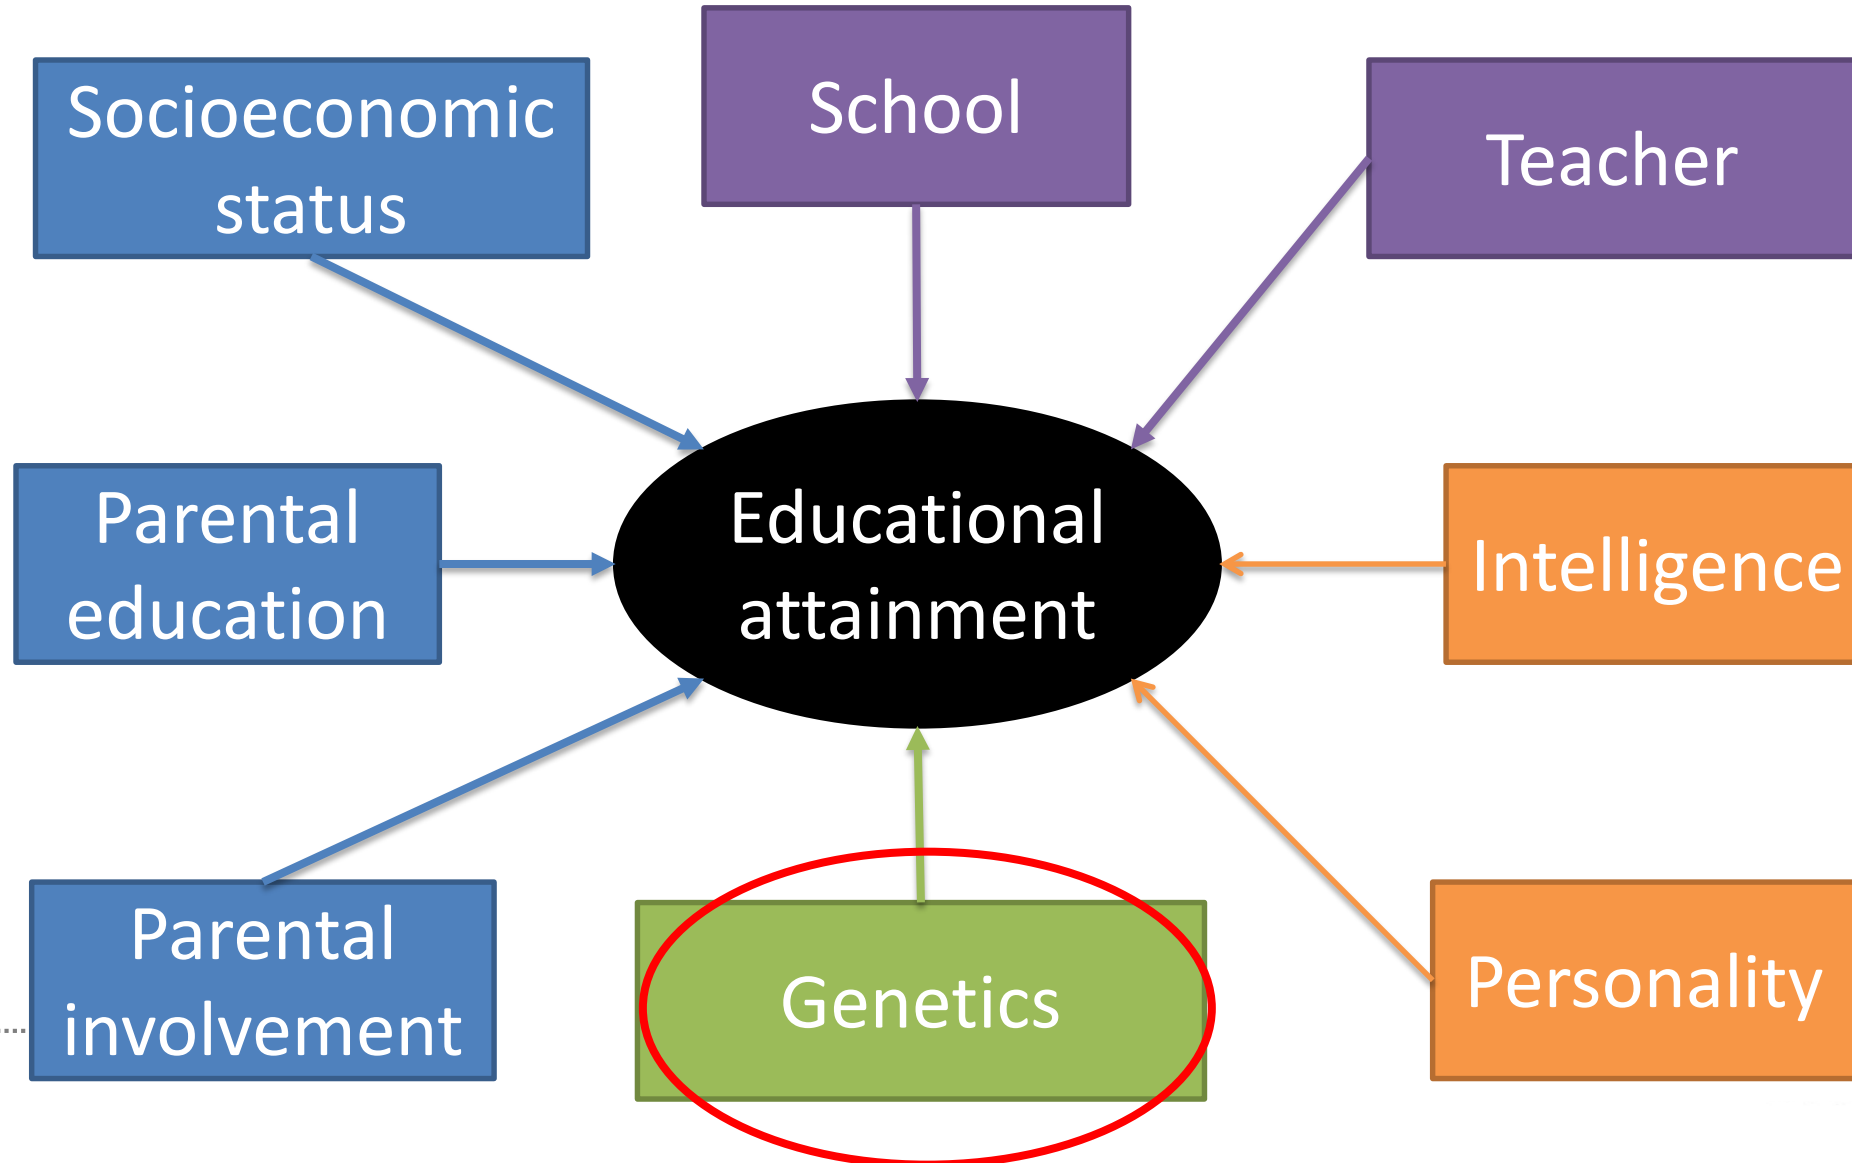 Socioeconomic
status
School
Teacher
Parental
education
Educational
attainment
Intelligence
Parental
involvement
Genetics
Personality